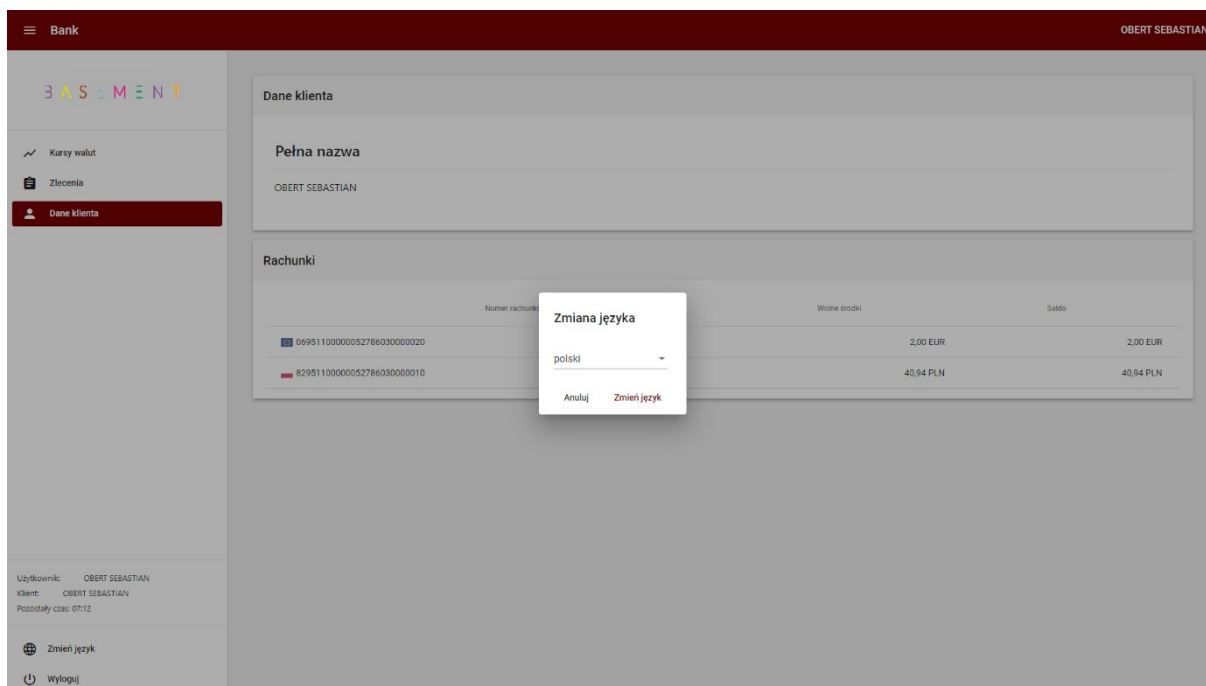 Bank
OBERT SEBASTIAN
BASEMENT
Kursy walut
Zlecenia
Dane klienta
Dane klienta
Pełna nazwa
OBERT SEBASTIAN
Rachunki
Numer rachunku Wolne środki Saldo
06951100000052786030000020 2,00 EUR 2,00 EUR
82951100000052786030000010 40,94 PLN 40,94 PLN
Zmiana języka
polski
Anuluj Zmień język
Użytkownik: OBERT SEBASTIAN
Klient: OBERT SEBASTIAN
Pozostały czas: 07:12
Zmień język
Wyloguj